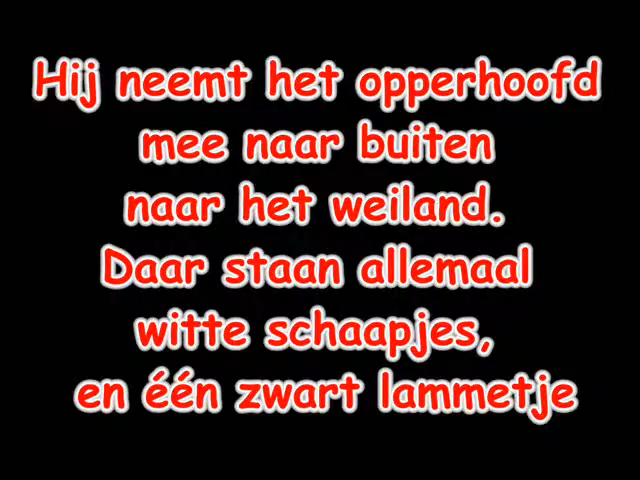 Hij neemt het opperhoofd
mee naar buiten
naar het weiland.
Daar staan allemaal
witte schaapjes,
en één zwart lammetje